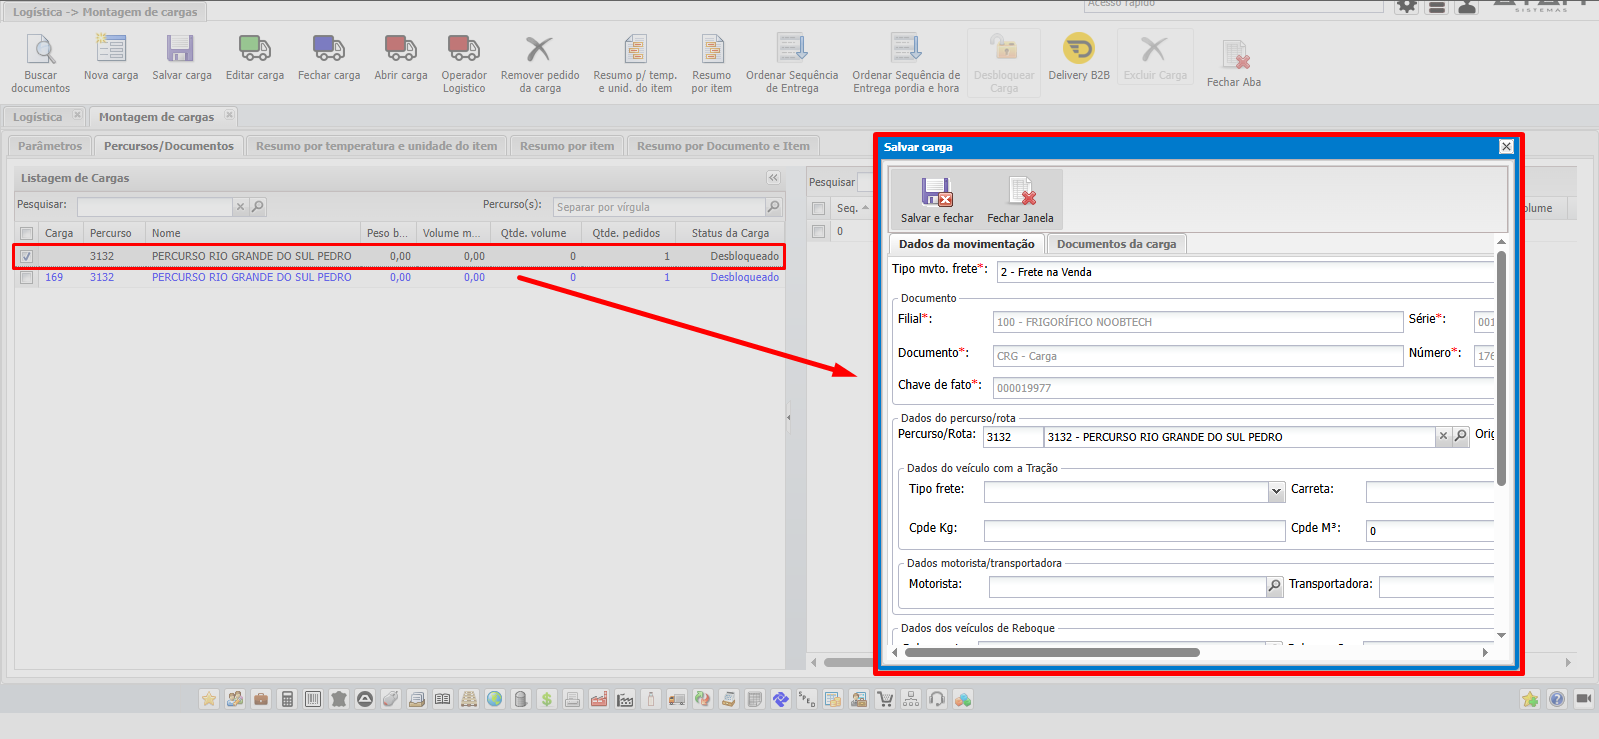 Logística -> Montagem de cargas
Acesso rápido
SISTEMAS
Buscar documentos
Nova carga
Salvar carga
Editar carga
Fechar carga
Abrir carga
Operador Logistico
Remover pedido da carga
Resumo p/ temp. e unid. do item
Resumo por item
Ordenar Sequência de Entrega
Ordenar Sequência de Entrega pordia e hora
Desbloquear Carga
Delivery B2B
Excluir Carga
Fechar Aba
Logística
Montagem de cargas
Parâmetros
Percursos/Documentos
Resumo por temperatura e unidade do item
Resumo por item
Resumo por Documento e Item
Listagem de Cargas
Pesquisar:
Percurso(s): Separar por vírgula
Carga Percurso Nome Peso b... Volume m... Qtde. volume Qtde. pedidos Status da Carga
3132 PERCURSO RIO GRANDE DO SUL PEDRO 0,00 0,00 0 1 Desbloqueado
169 3132 PERCURSO RIO GRANDE DO SUL PEDRO 0,00 0,00 0 1 Desbloqueado
Pesquisar
Seq.
0
olume
Salvar carga
Salvar e fechar
Fechar Janela
Dados da movimentação
Documentos da carga
Tipo mvto. frete*: 2 - Frete na Venda
Documento
Filial*: 100 - FRIGORÍFICO NOOBTECH Série*: 001
Documento*: CRG - Carga Número*: 176
Chave de fato*: 000019977
Dados do percurso/rota
Percurso/Rota: 3132 3132 - PERCURSO RIO GRANDE DO SUL PEDRO Orig
Dados do veículo com a Tração
Tipo frete: Carreta:
Cpde Kg: Cpde M³: 0
Dados motorista/transportadora
Motorista: Transportadora:
Dados dos veículos de Reboque